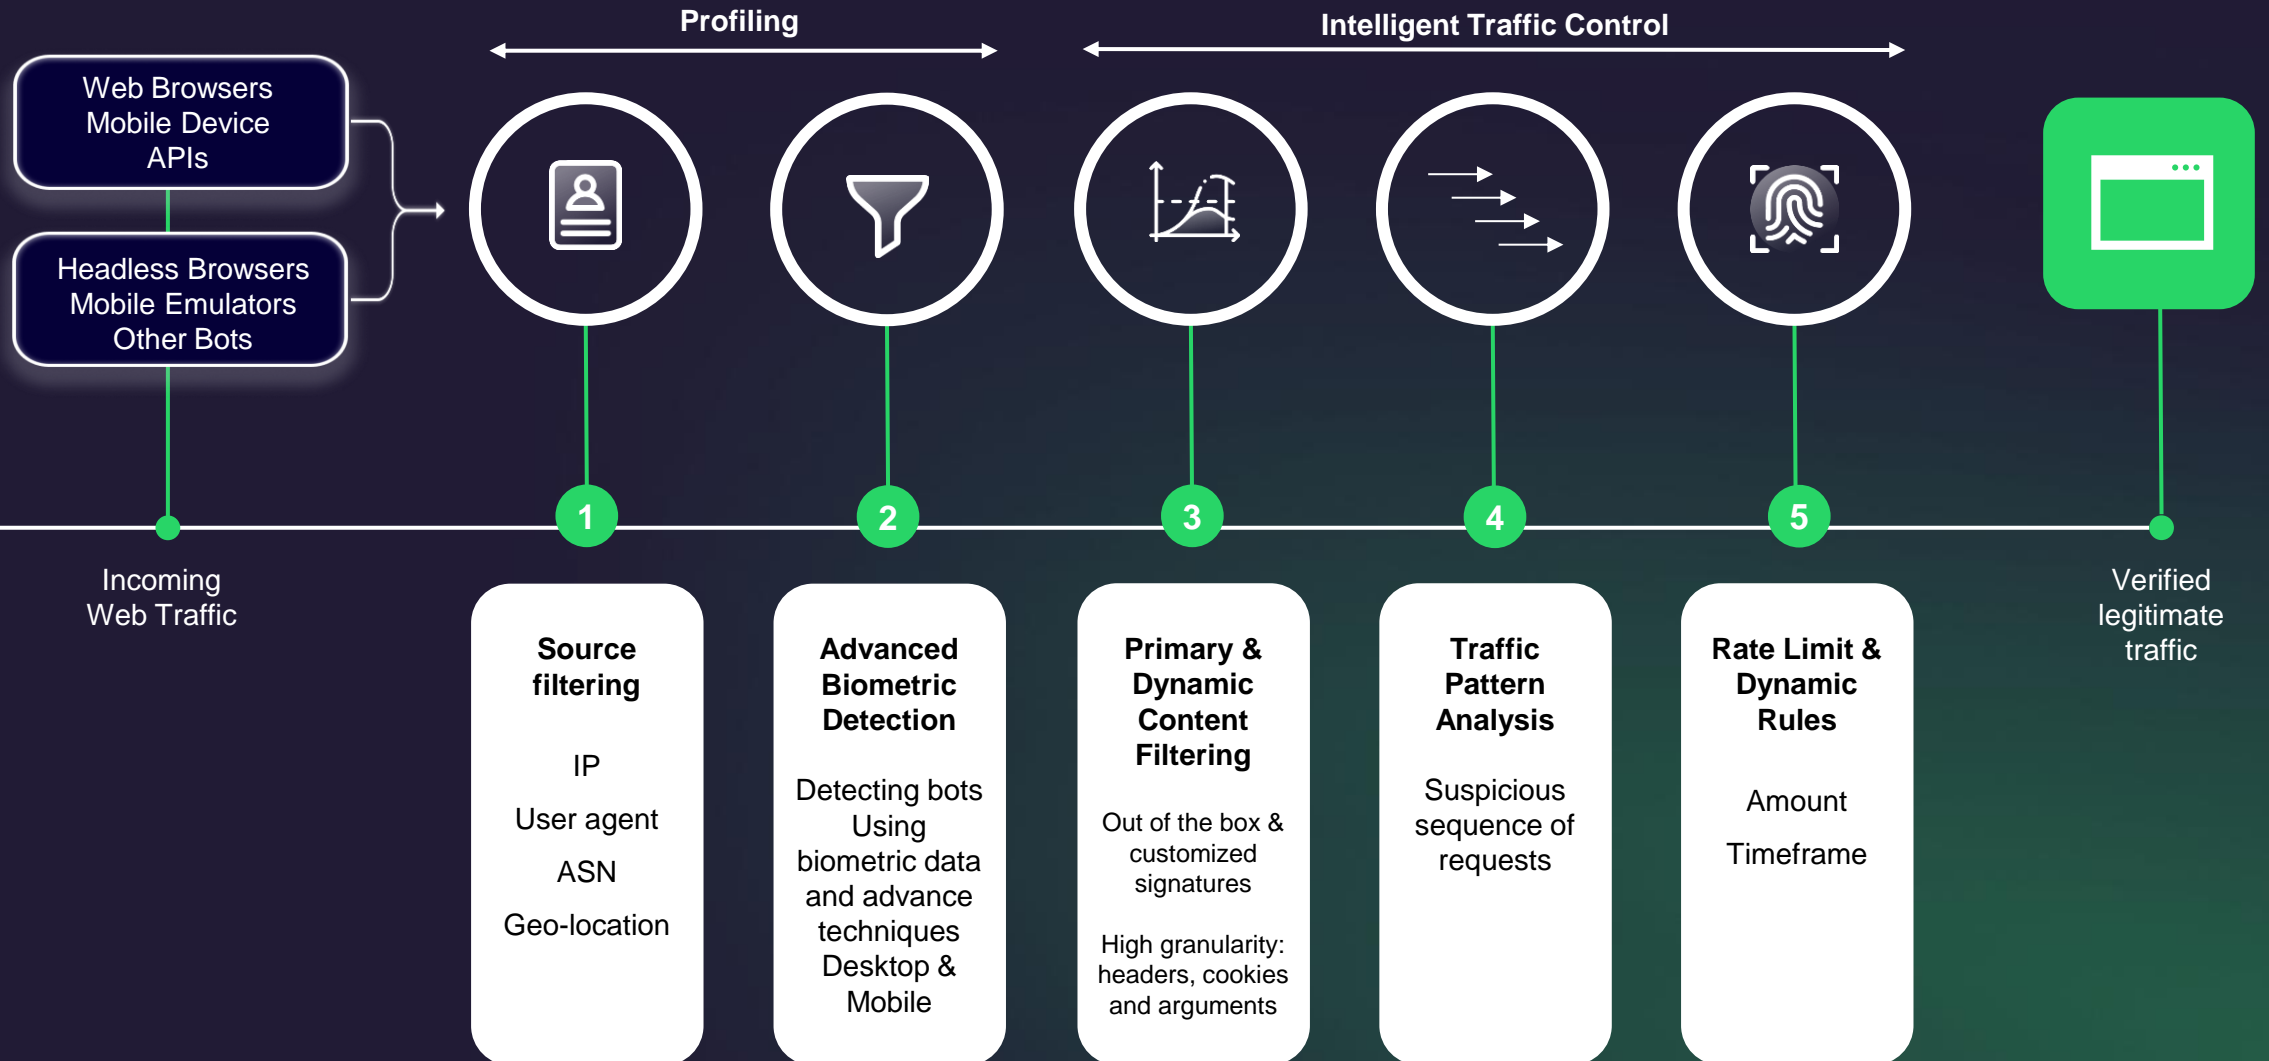 Profiling
Intelligent Traffic Control
Web Browsers
Mobile Device
APIs
Headless Browsers
Mobile Emulators
Other Bots
1
2
3
4
5
Incoming
Web Traffic
Source
filtering
IP
User agent
ASN
Geo-location
Advanced
Biometric
Detection
Detecting bots
Using
biometric data
and advance
techniques
Desktop &
Mobile
Primary &
Dynamic
Content
Filtering
Out of the box &
customized
signatures
High granularity:
headers, cookies
and arguments
Traffic
Pattern
Analysis
Suspicious
sequence of
requests
Rate Limit &
Dynamic
Rules
Amount
Timeframe
Verified
legitimate
traffic